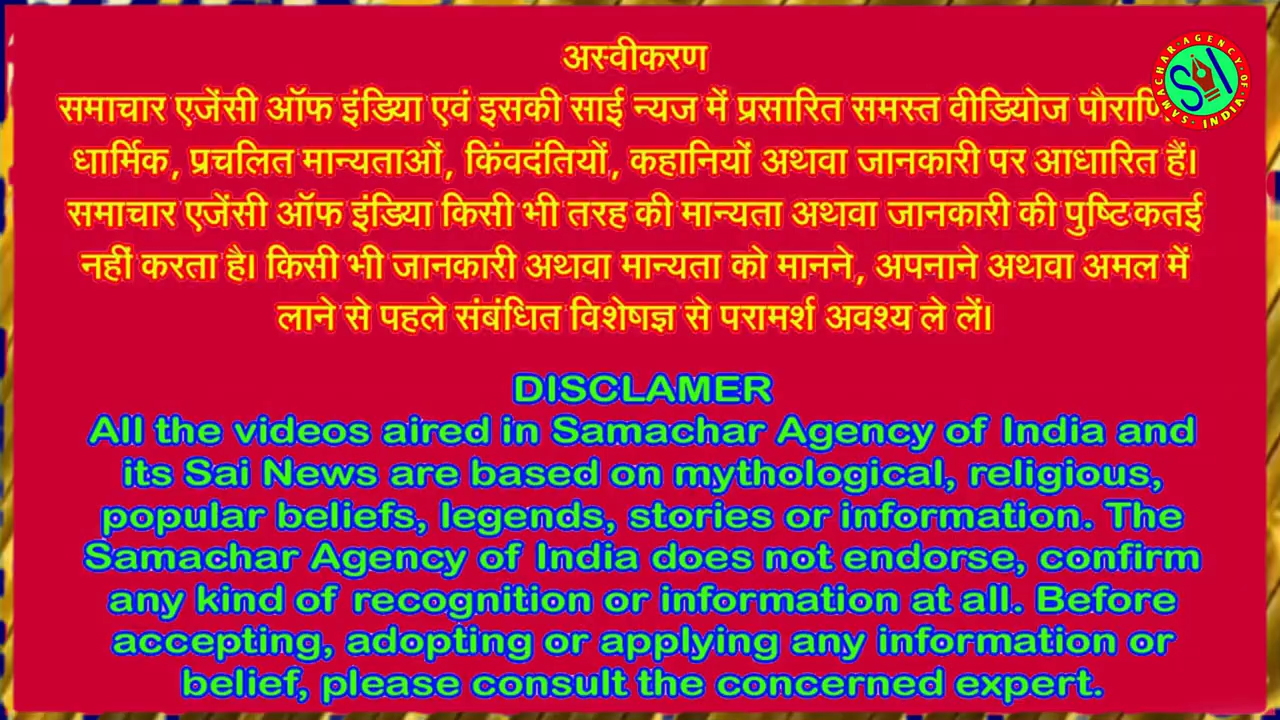 अस्वीकरण
समाचार एजेंसी ऑफ इंडिया एवं इसकी साई न्यज में प्रसारित समस्त वीडियोज
धार्मिक, प्रचलित मान्यताओं, किंवदंतियों, कहानियों अथवा जानकारी पर आधारित हैं।
समाचार एजेंसी ऑफ इंडिया किसी भी तरह की मान्यता अथवा जानकारी की पुष्टि कतई
नहीं करता है। किसी भी जानकारी अथवा मान्यता को मानने, अपनाने अथवा अमल में
लाने से पहले संबंधित विशेषज्ञ से परामर्श अवश्य ले लें।
SAMACHAR·AGENCY·OF·INDIA
SAI
DISCLAMER
All the videos aired in Samachar Agency of India and
its Sai News are based on mythological, religious,
popular beliefs, legends, stories or information. The
Samachar Agency of India does not endorse, confirm
any kind of recognition or information at all. Before
accepting, adopting or applying any information or
belief, please consult the concerned expert.